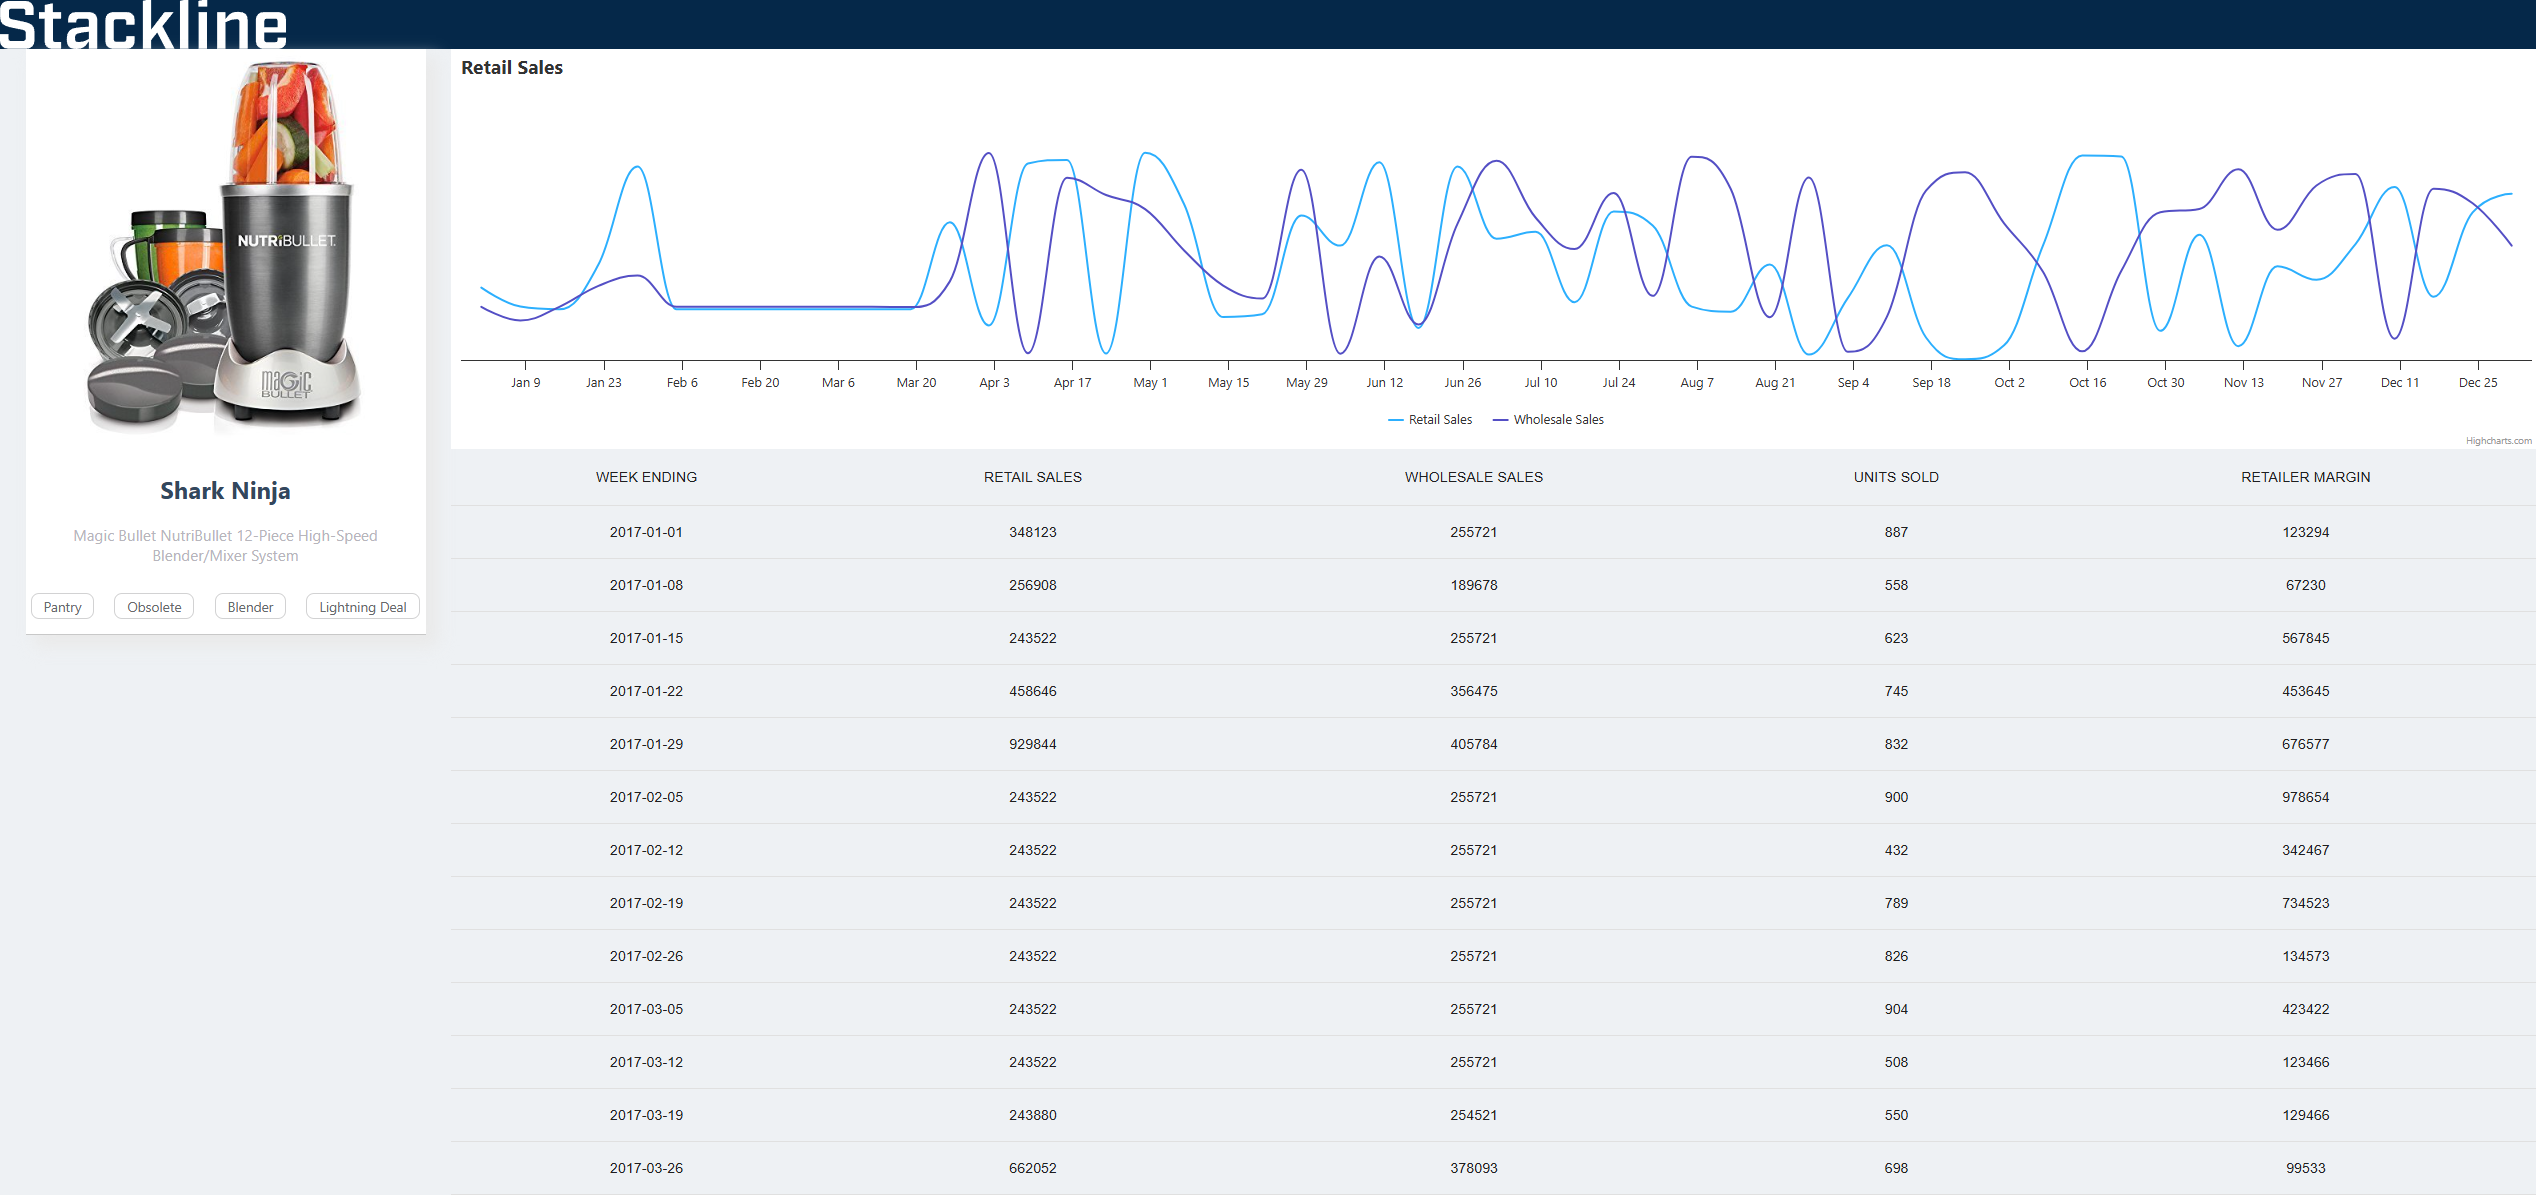 Stackline
NUTRiBULLET.
MAGiC
BULLET
Shark Ninja
Magic Bullet NutriBullet 12-Piece High-Speed
Blender/Mixer System
Pantry Obsolete Blender Lightning Deal
Retail Sales
Jan 9 Jan 23 Feb 6 Feb 20 Mar 6 Mar 20 Apr 3 Apr 17 May 1 May 15 May 29 Jun 12 Jun 26 Jul 10 Jul 24 Aug 7 Aug 21 Sep 4 Sep 18 Oct 2 Oct 16 Oct 30 Nov 13 Nov 27 Dec 11 Dec 25
Retail Sales Wholesale Sales
Highcharts.com
WEEK ENDING RETAIL SALES WHOLESALE SALES UNITS SOLD RETAILER MARGIN
2017-01-01 348123 255721 887 123294
2017-01-08 256908 189678 558 67230
2017-01-15 243522 255721 623 567845
2017-01-22 458646 356475 745 453645
2017-01-29 929844 405784 832 676577
2017-02-05 243522 255721 900 978654
2017-02-12 243522 255721 432 342467
2017-02-19 243522 255721 789 734523
2017-02-26 243522 255721 826 134573
2017-03-05 243522 255721 904 423422
2017-03-12 243522 255721 508 123466
2017-03-19 243880 254521 550 129466
2017-03-26 662052 378093 698 99533